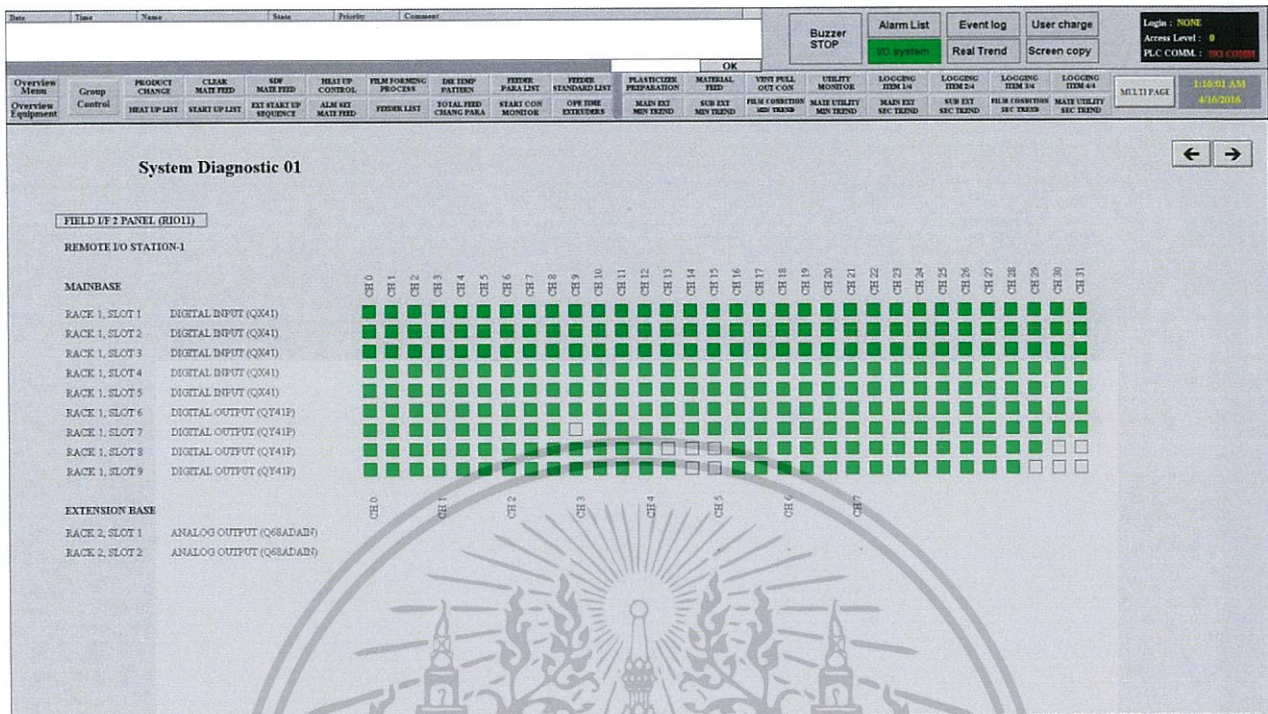 Date Time Name State Priority Comment
OK
Buzzer STOP
Alarm List Event log User charge
I/O system Real Trend Screen copy
Login : NONE
Access Level : 0
PLC COMM. : NO COMM
Overview Menu
Overview Equipment
Group Control
PRODUCT CHANGE CLEAR MATE FEED SDF MATE FEED HEAT UP CONTROL FILM FORMING PROCESS DIE TEMP PATTERN FEEDER PARA LIST FEEDER STANDARD LIST PLASTICIZER PREPARATION MATERIAL FEED VENT PULL OUT CON UTILITY MONITOR LOGGING ITEM 1/4 LOGGING ITEM 2/4 LOGGING ITEM 3/4 LOGGING ITEM 4/4
HEAT UP LIST START UP LIST EXT START UP SEQUENCE ALM SET MATE FEED FEEDER LIST TOTAL FEED CHANG PARA START CON MONITOR OPE TIME EXTRUDERS MAIN EXT MIN TREND SUB EXT MIN TREND FILM CONDITION MIN TREND MATE UTILITY MIN TREND MAIN EXT SEC TREND SUB EXT SEC TREND FILM CONDITION SEC TREND MATE UTILITY SEC TREND
MULTI PAGE
1:16:01 AM
4/16/2016
System Diagnostic 01
FIELD I/F 2 PANEL (RIO11)
REMOTE I/O STATION-1
MAINBASE
CH 0 CH 1 CH 2 CH 3 CH 4 CH 5 CH 6 CH 7 CH 8 CH 9 CH 10 CH 11 CH 12 CH 13 CH 14 CH 15 CH 16 CH 17 CH 18 CH 19 CH 20 CH 21 CH 22 CH 23 CH 24 CH 25 CH 26 CH 27 CH 28 CH 29 CH 30 CH 31
RACK 1, SLOT 1 DIGITAL INPUT (QX41)
RACK 1, SLOT 2 DIGITAL INPUT (QX41)
RACK 1, SLOT 3 DIGITAL INPUT (QX41)
RACK 1, SLOT 4 DIGITAL INPUT (QX41)
RACK 1, SLOT 5 DIGITAL INPUT (QX41)
RACK 1, SLOT 6 DIGITAL OUTPUT (QY41P)
RACK 1, SLOT 7 DIGITAL OUTPUT (QY41P)
RACK 1, SLOT 8 DIGITAL OUTPUT (QY41P)
RACK 1, SLOT 9 DIGITAL OUTPUT (QY41P)
EXTENSION BASE
CH 0 CH 1 CH 2 CH 3 CH 4 CH 5 CH 6 CH 7
RACK 2, SLOT 1 ANALOG OUTPUT (Q68ADAIN)
RACK 2, SLOT 2 ANALOG OUTPUT (Q68ADAIN)